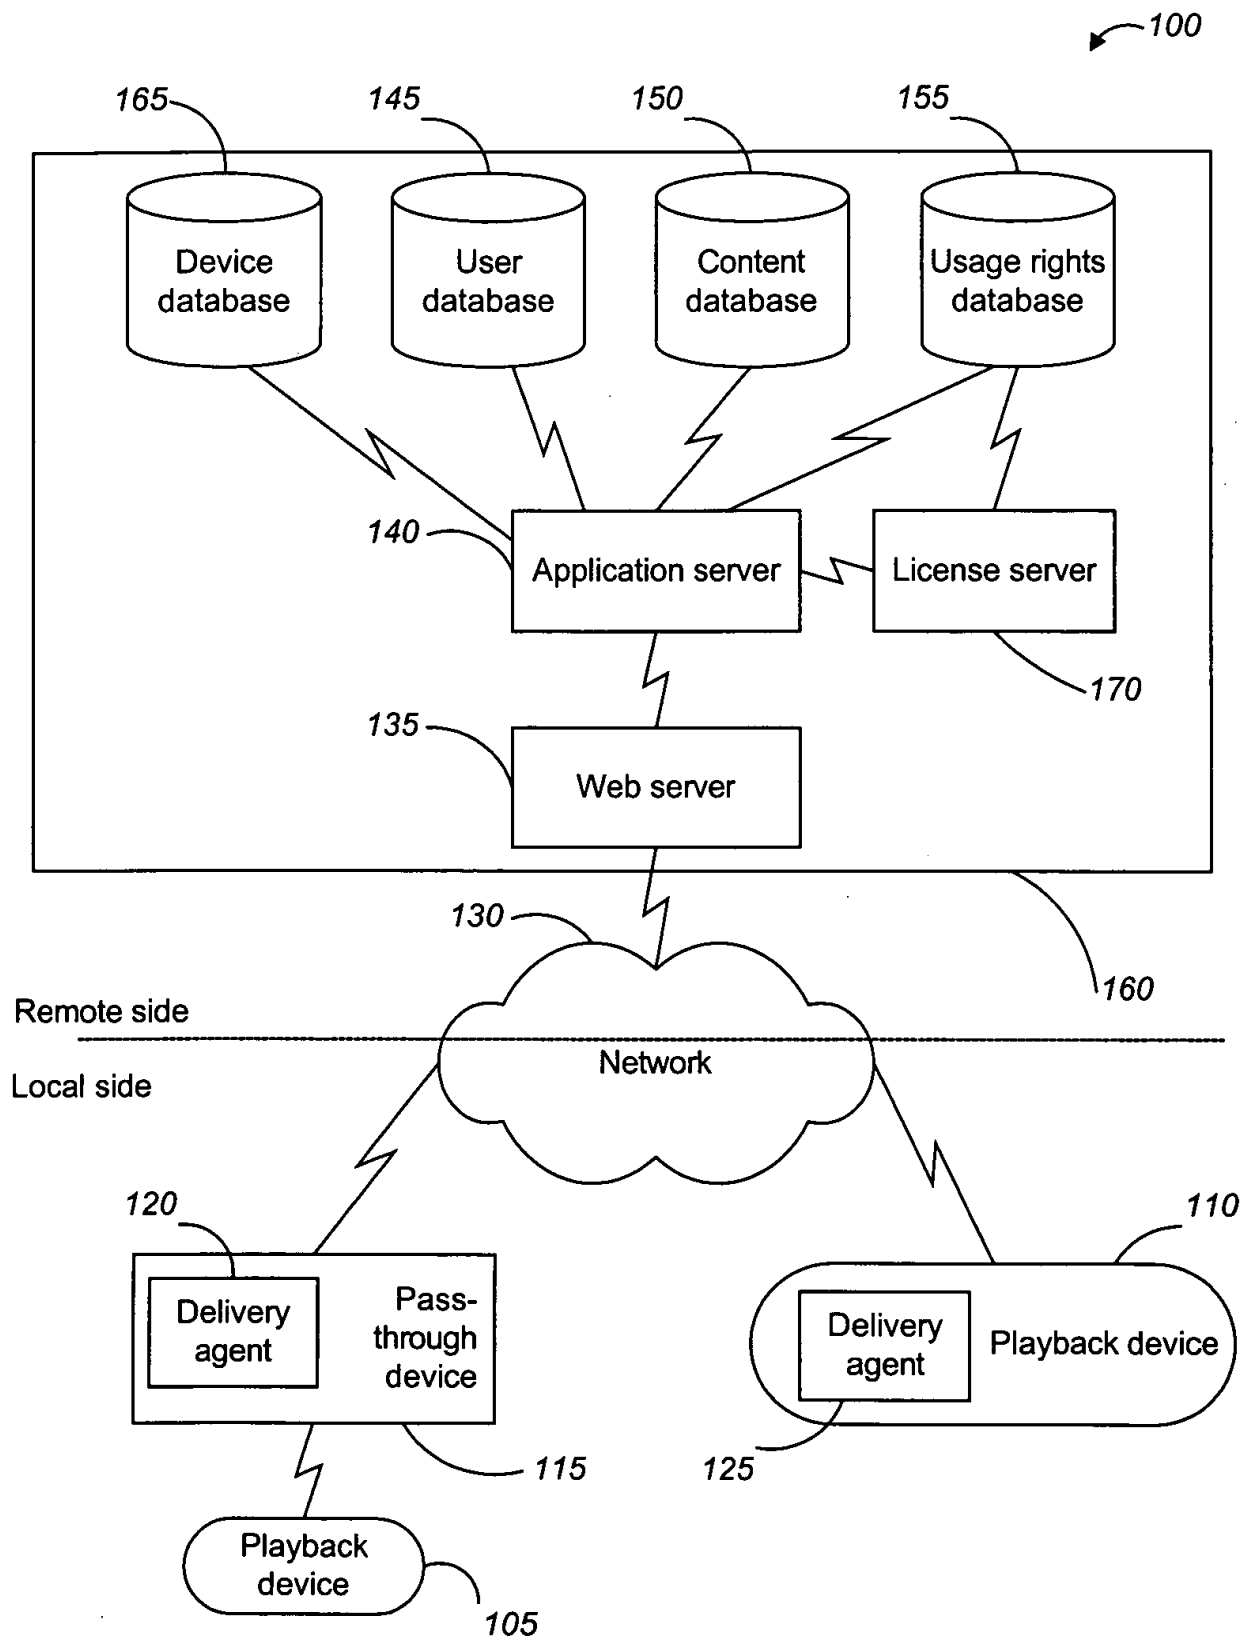 100
165
145
150
155
Device
database
User
database
Content
database
Usage rights
database
140
Application server
License server
170
135
Web server
130
160
Remote side
Network
Local side
120
110
Delivery
agent
Pass-
through
device
Delivery
agent
Playback device
115
125
Playback
device
105